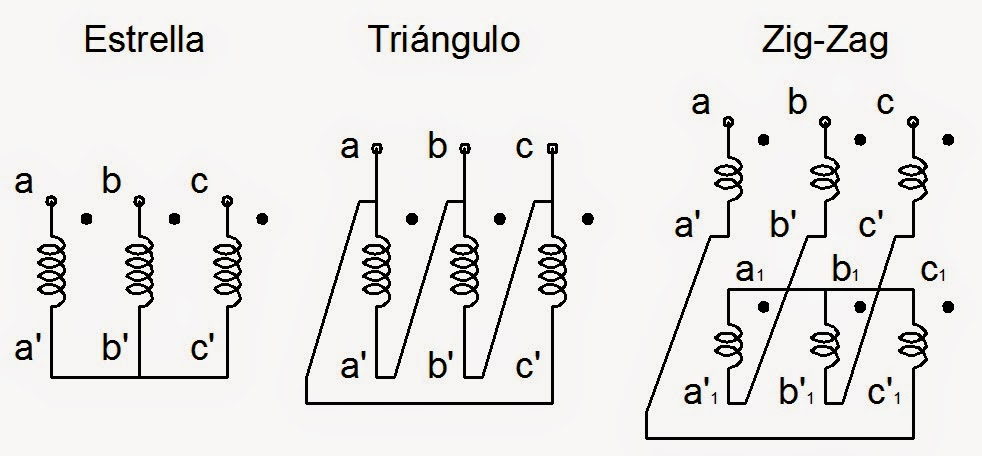 Estrella
a b c
a' b' c'
Triángulo
a b c
a' b' c'
Zig-Zag
a b c
a' b' c'
a₁ b₁ c₁
a'₁ b'₁ c'₁